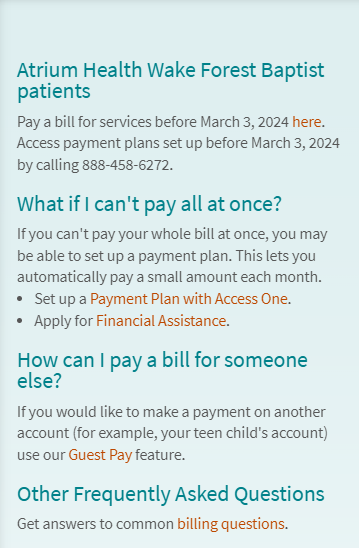 Atrium Health Wake Forest Baptist
patients
Pay a bill for services before March 3, 2024 here.
Access payment plans set up before March 3, 2024
by calling 888-458-6272.
What if I can't pay all at once?
If you can't pay your whole bill at once, you may
be able to set up a payment plan. This lets you
automatically pay a small amount each month.
• Set up a Payment Plan with Access One.
• Apply for Financial Assistance.
How can I pay a bill for someone
else?
If you would like to make a payment on another
account (for example, your teen child's account)
use our Guest Pay feature.
Other Frequently Asked Questions
Get answers to common billing questions.